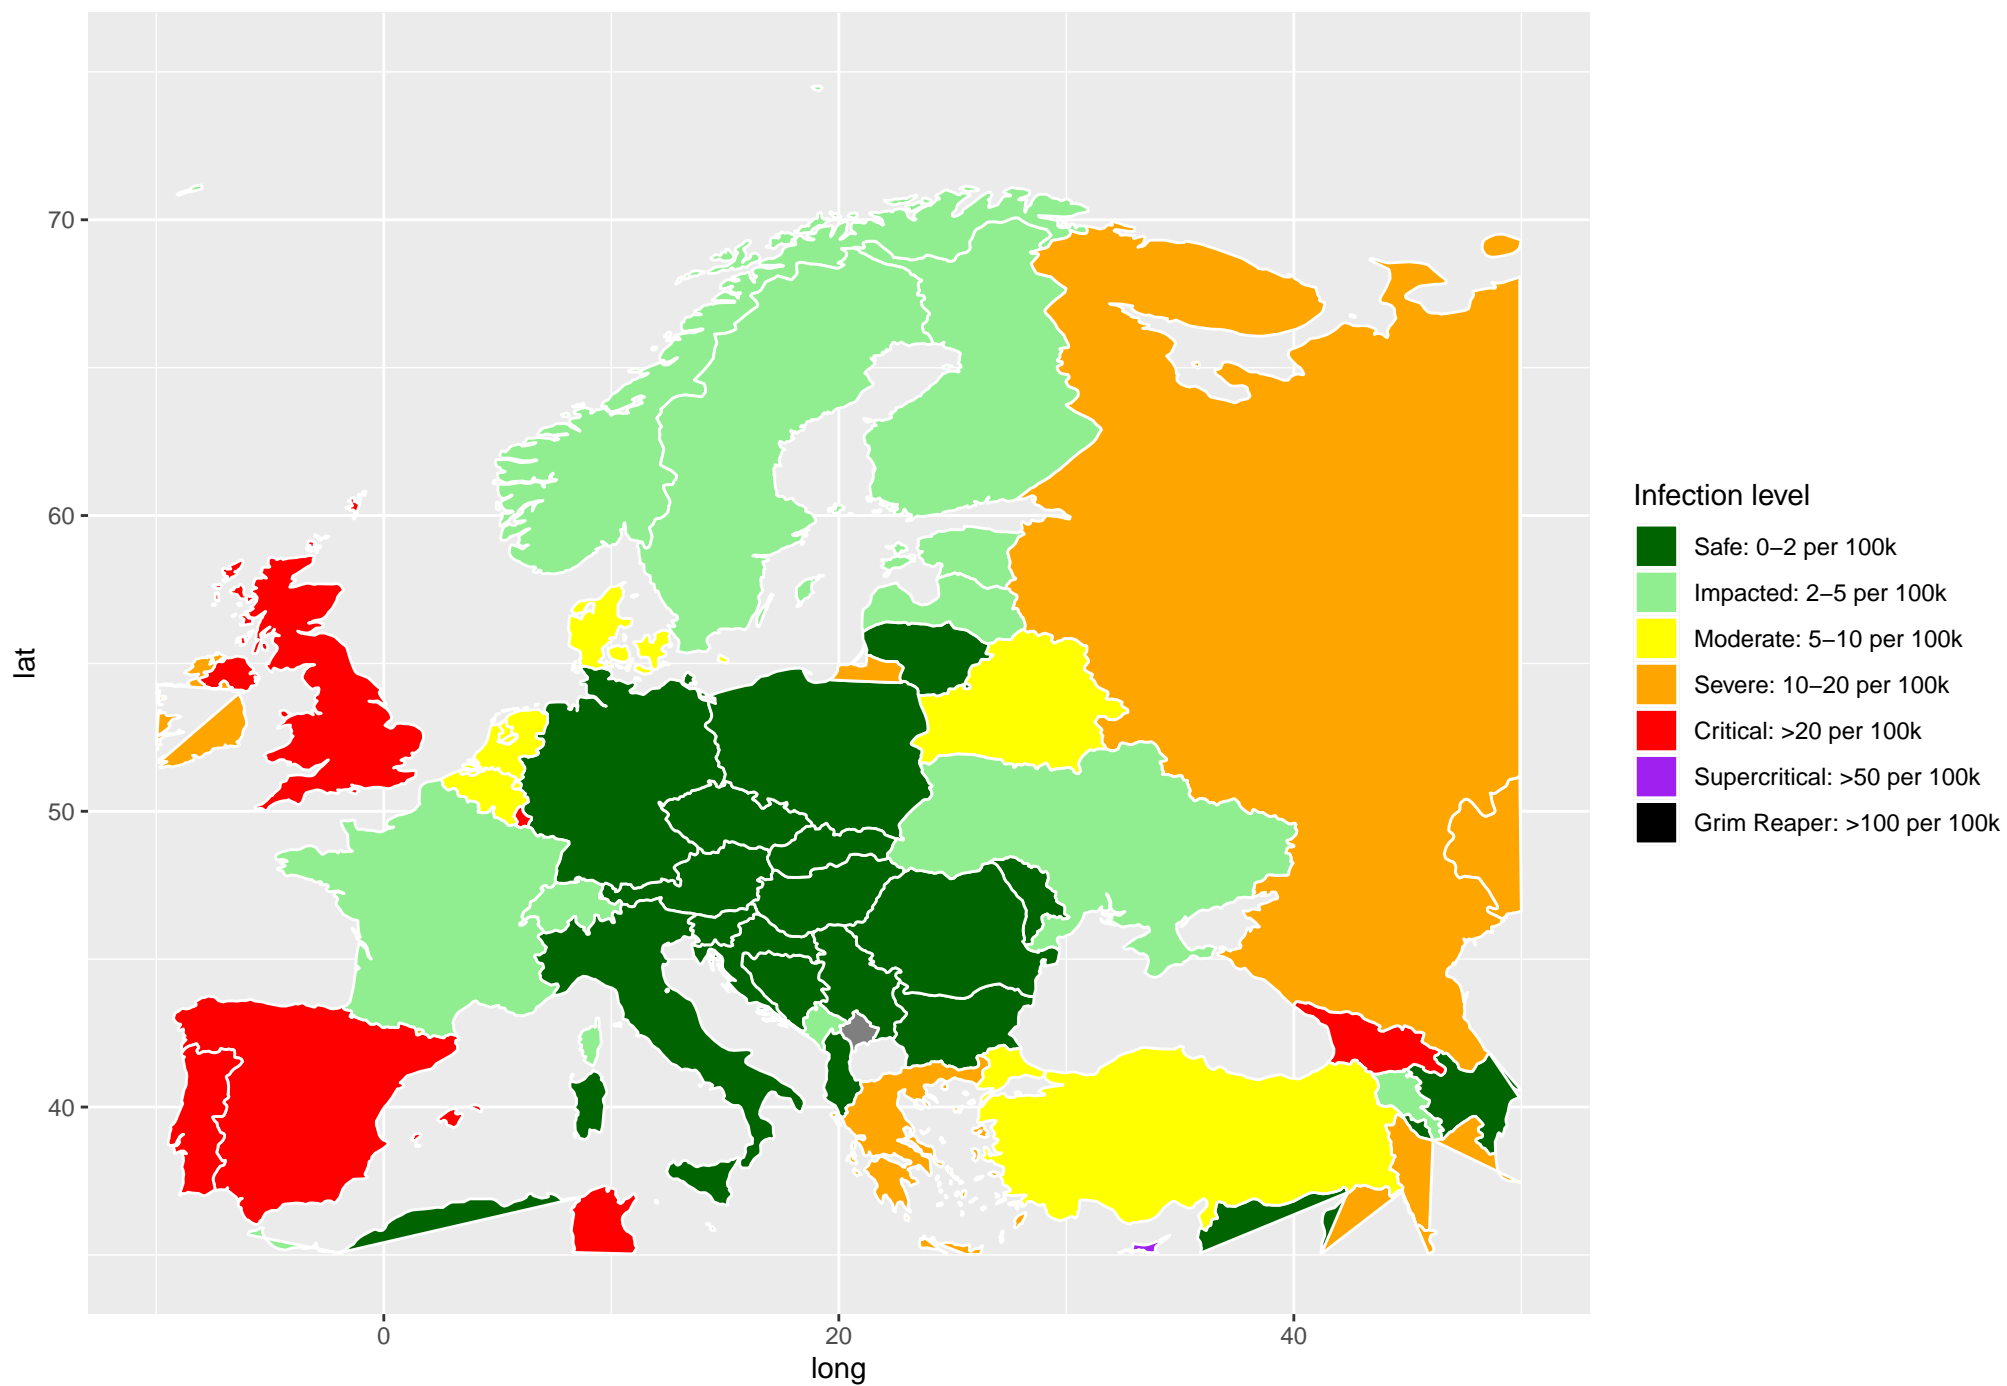 70
60
50
40
lat
0
20
40
long
Infection level
Safe: 0−2 per 100k
Impacted: 2−5 per 100k
Moderate: 5−10 per 100k
Severe: 10−20 per 100k
Critical: >20 per 100k
Supercritical: >50 per 100k
Grim Reaper: >100 per 100k